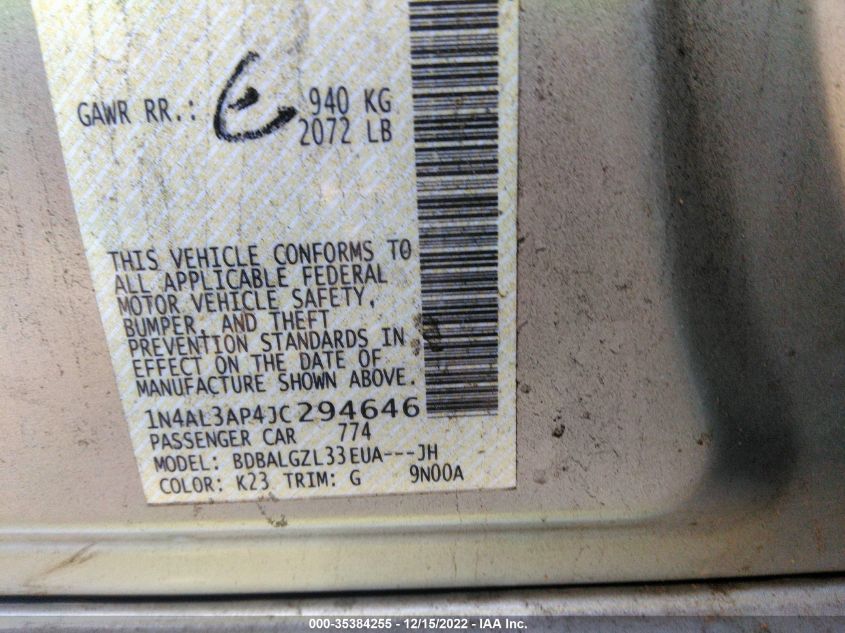 GAWR RR.: 940 KG
2072 LB
THIS VEHICLE CONFORMS TO
ALL APPLICABLE FEDERAL
MOTOR VEHICLE SAFETY,
BUMPER, AND THEFT
PREVENTION STANDARDS IN
EFFECT ON THE DATE OF
MANUFACTURE SHOWN ABOVE.
1N4AL3AP4JC294646
PASSENGER CAR 774
MODEL: BDBALGZL33EUA---JH
COLOR: K23 TRIM: G 9N00A
000-35384255 - 12/15/2022 - IAA Inc.